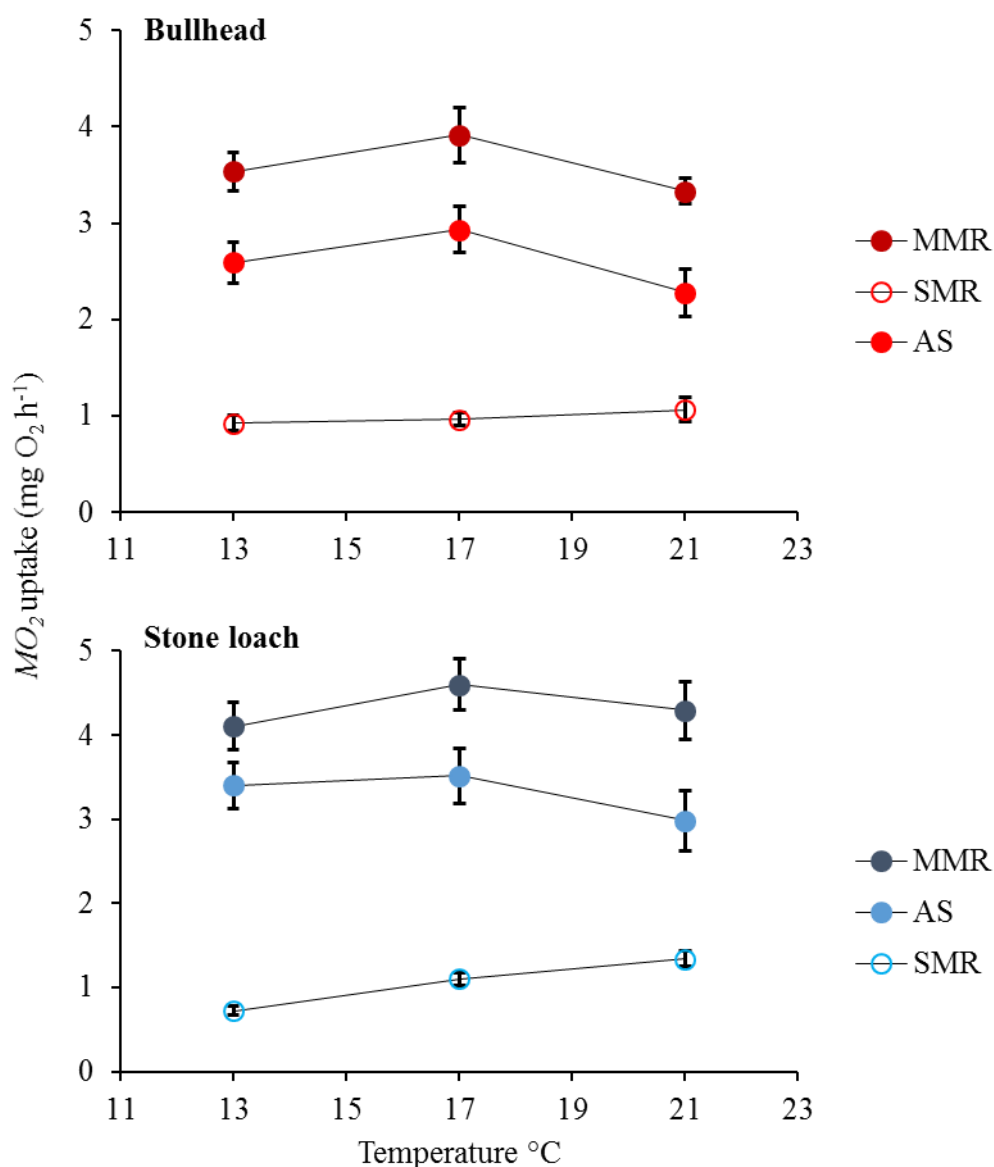 Bullhead
5
4
3
2
1
0
11 13 15 17 19 21 23
MMR
SMR
AS
MO₂ uptake (mg O₂ h⁻¹)
Stone loach
5
4
3
2
1
0
11 13 15 17 19 21 23
Temperature °C
MMR
AS
SMR